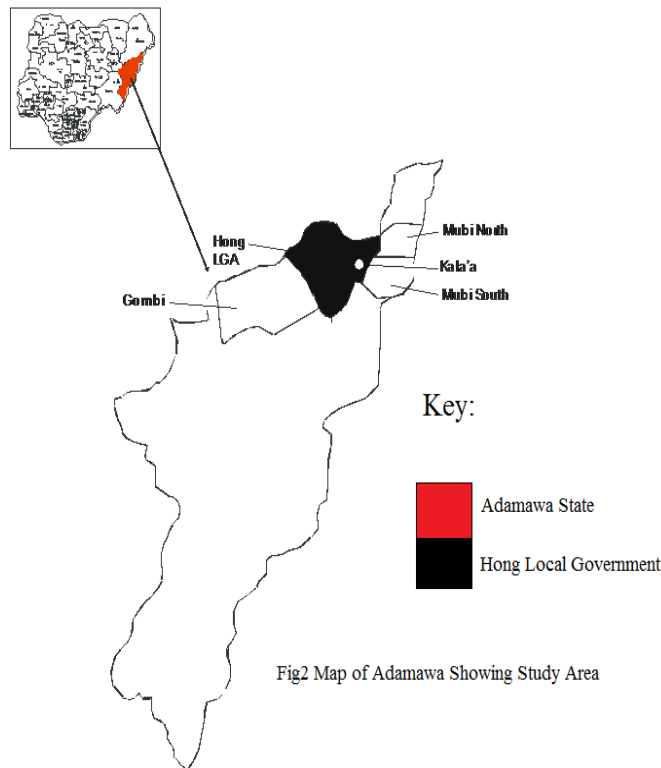 Hong
LGA
Mubi North
Kala'a
Gombi
Mubi South
Key:
Adamawa State
Hong Local Government
Fig2 Map of Adamawa Showing Study Area